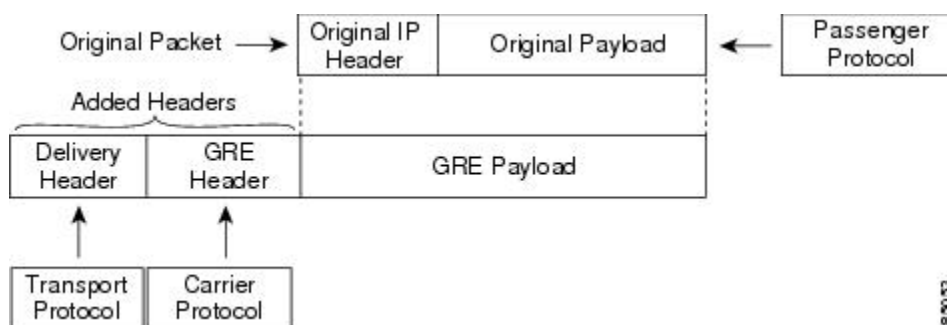 Original Packet
Original IP
Header
Original Payload
Passenger
Protocol
Added Headers
Delivery
Header
GRE
Header
GRE Payload
Transport
Protocol
Carrier
Protocol